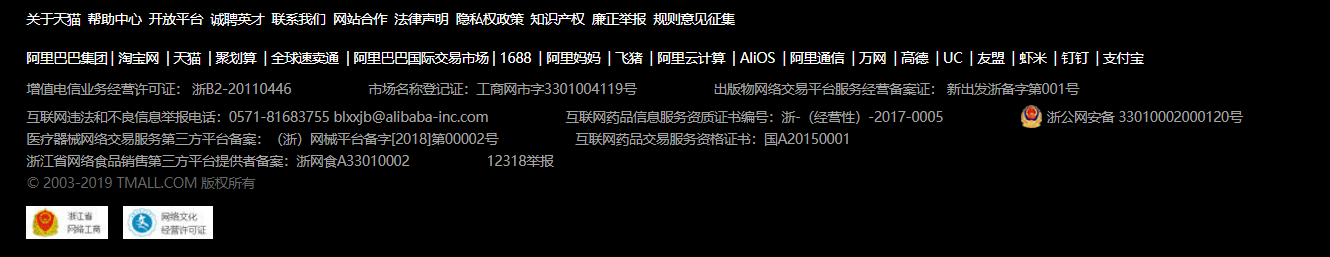 关于天猫 帮助中心 开放平台 诚聘英才 联系我们 网站合作 法律声明 隐私权政策 知识产权 廉正举报 规则意见征集
阿里巴巴集团 | 淘宝网 | 天猫 | 聚划算 | 全球速卖通 | 阿里巴巴国际交易市场 | 1688 | 阿里妈妈 | 飞猪 | 阿里云计算 | AliOS | 阿里通信 | 万网 | 高德 | UC | 友盟 | 虾米 | 钉钉 | 支付宝
增值电信业务经营许可证： 浙B2-20110446 市场名称登记证：工商网市字3301004119号 出版物网络交易平台服务经营备案证： 新出发浙备字第001号
互联网违法和不良信息举报电话：0571-81683755 blxxjb@alibaba-inc.com 互联网药品信息服务资质证书编号：浙-（经营性）-2017-0005 浙公网安备 33010002000120号
医疗器械网络交易服务第三方平台备案：（浙）网械平台备字[2018]第00002号 互联网药品交易服务资格证书：国A20150001
浙江省网络食品销售第三方平台提供者备案：浙网食A33010002 12318举报
© 2003-2019 TMALL.COM 版权所有
浙江省 网络文化
网络工商 经营许可证